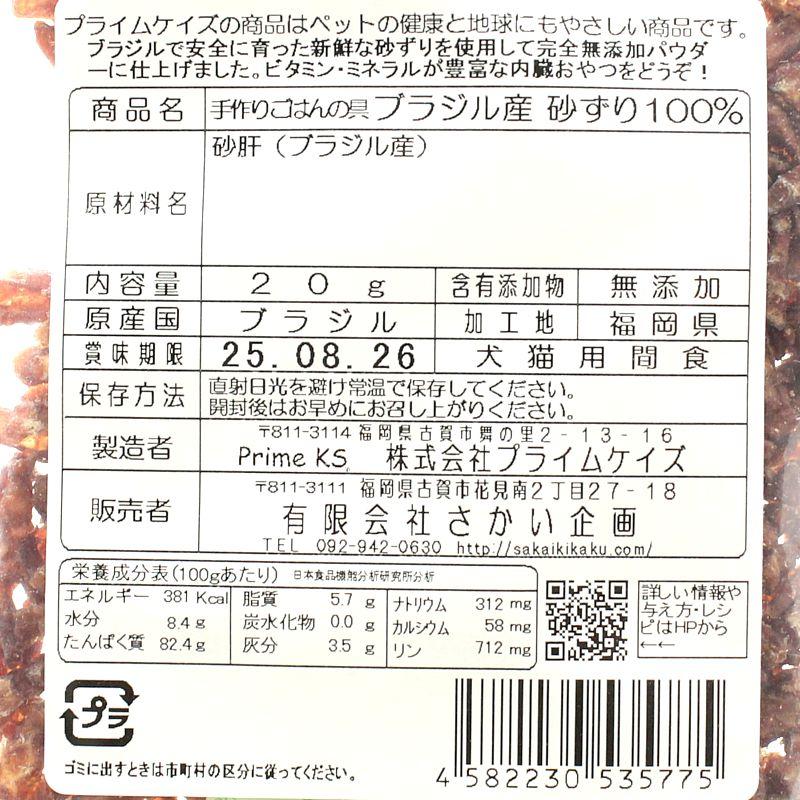 プライムケイズの商品はペットの健康と地球にもやさしい商品です。
ブラジルで安全に育った新鮮な砂ずりを使用して完全無添加パウダ
ーに仕上げました。ビタミン・ミネラルが豊富な内臓おやつをどうぞ！
商品名 手作りごはんの具 ブラジル産 砂ずり100%
原材料名 砂肝（ブラジル産）
内容量 20g 含有添加物 無添加
原産国 ブラジル 加工地 福岡県
賞味期限 25.08.26 犬猫用間食
保存方法 直射日光を避け常温で保存してください。
開封後はお早めにお召し上がりください。
製造者 〒811-3114 福岡県古賀市舞の里2-13-16
Prime KS. 株式会社プライムケイズ
販売者 〒811-3111 福岡県古賀市花見南2丁目27-18
有限会社さかい企画
TEL 092-942-0630 http://sakaikikaku.com/
栄養成分表(100gあたり) 日本食品機能分析研究所分析
エネルギー 381 Kcal 脂質 5.7 g ナトリウム 312 mg
水分 8.4 g 炭水化物 0.0 g カルシウム 58 mg
たんぱく質 82.4 g 灰分 3.5 g リン 712 mg
詳しい情報や
与え方・レシ
ピはHPから
←←
プラ
ゴミに出すときは市町村の区分に従ってください。
4 582230 535775